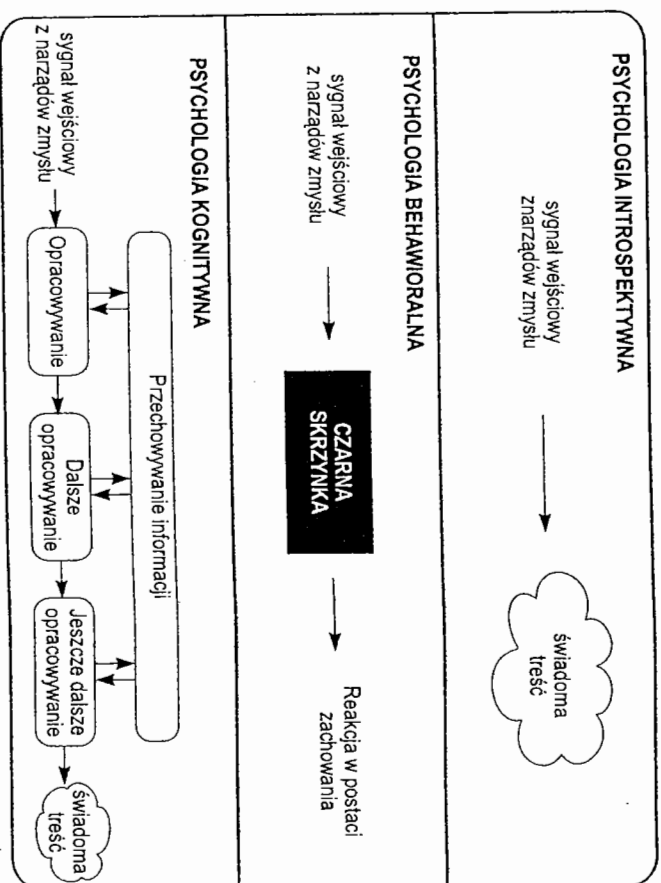 PSYCHOLOGIA INTROSPEKTYWNA
sygnał wejściowy
znarządów zmysłu
świadoma
treść
PSYCHOLOGIA BEHAWIORALNA
sygnał wejściowy
z narządów zmysłu
CZARNA
SKRZYNKA
Reakcja w postaci
zachowania
PSYCHOLOGIA KOGNITYWNA
Przechowywanie informacji
sygnał wejściowy
z narządów zmysłu
Opracowywanie
Dalsze
opracowywanie
Jeszcze dalsze
opracowywanie
świadoma
treść